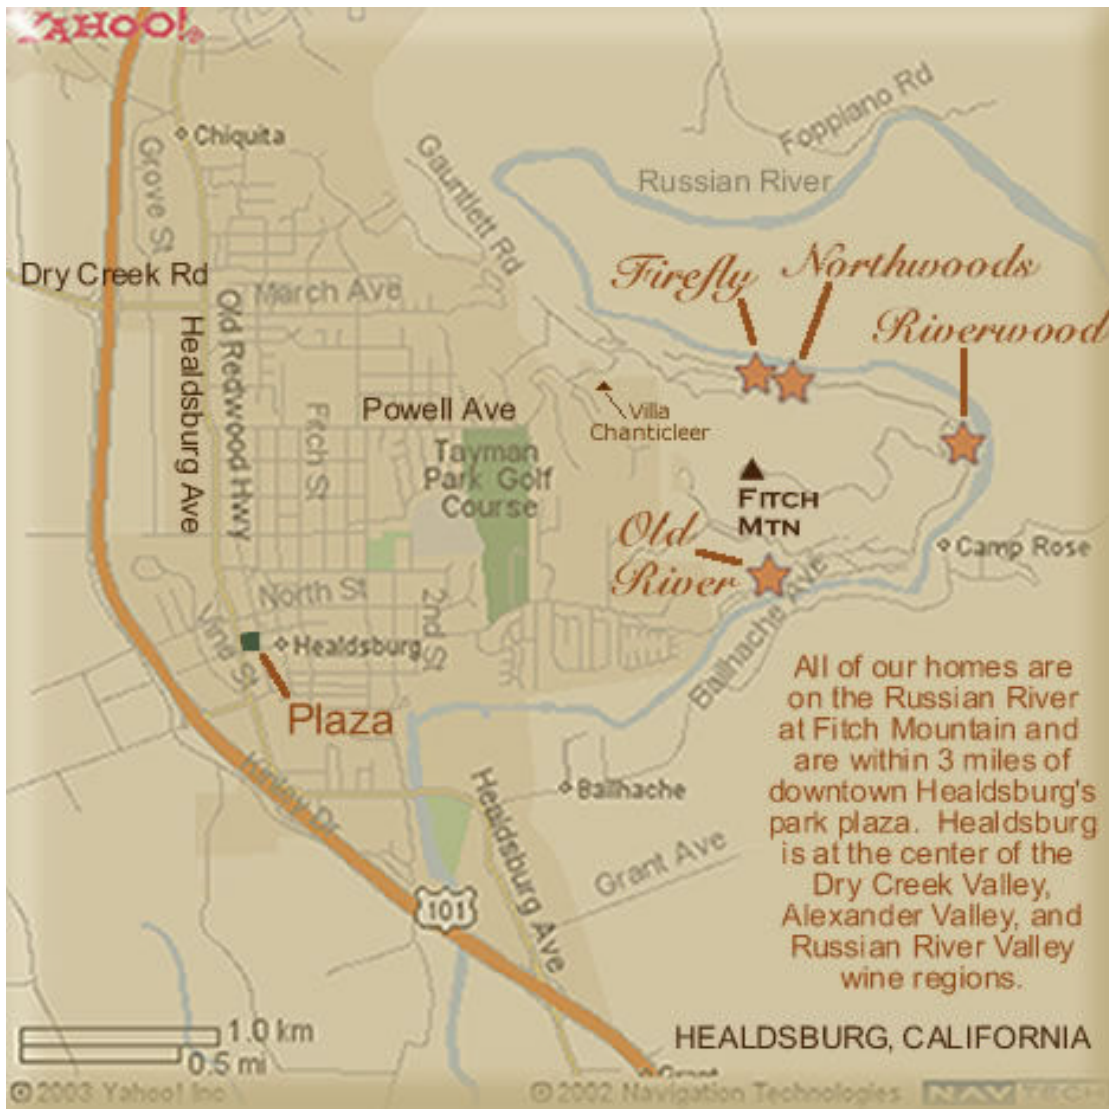 YAHOO!®
Chiquita
Grove St
Gauntlett Rd
Foppiano Rd
Russian River
Dry Creek Rd
March Ave
Firefly
Northwoods
Riverwood
Healdsburg Ave
Old Redwood Hwy
Fitch St
Powell Ave
Villa
Chanticleer
Tayman
Park Golf
Course
FITCH
MTN
Old
River
Camp Rose
North St
2nd St
Vine St
Healdsburg
Plaza
Bailhache Ave
All of our homes are
on the Russian River
at Fitch Mountain and
are within 3 miles of
downtown Healdsburg's
park plaza. Healdsburg
is at the center of the
Dry Creek Valley,
Alexander Valley, and
Russian River Valley
wine regions.
Kinley Dr
Bailhache
Healdsburg Ave
Grant Ave
101
1.0 km
0.5 mi
HEALDSBURG, CALIFORNIA
Grant
©2003 Yahoo! Inc
©2002 Navigation Technologies
NAVTECH